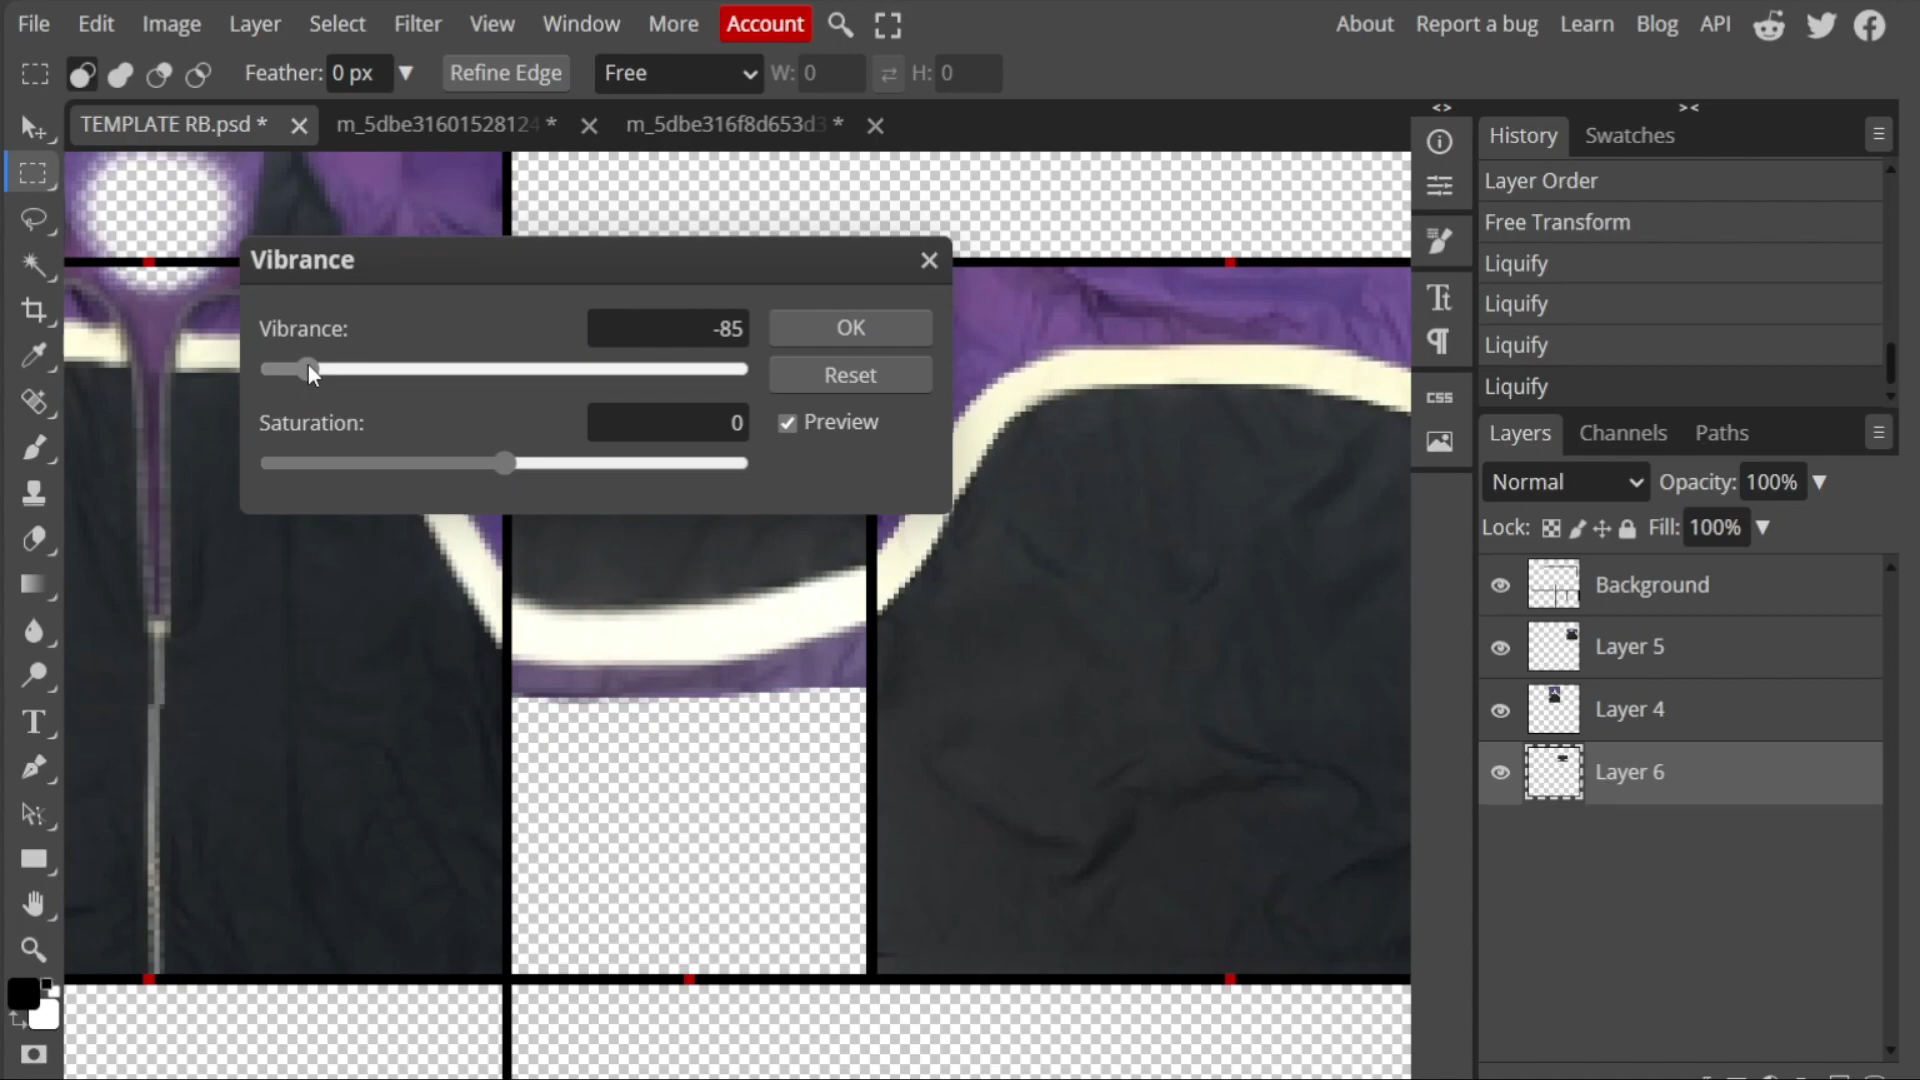 File Edit Image Layer Select Filter View Window More Account About Report a bug Learn Blog API
Feather: 0 px Refine Edge Free W: 0 H: 0
TEMPLATE RB.psd * m_5dbe31601528124 * m_5dbe316f8d653d3 *
History Swatches
Layer Order
Free Transform
Liquify
Liquify
Liquify
Liquify
Vibrance
Vibrance: -85 OK
Reset
Saturation: 0 Preview
CSS
Layers Channels Paths
Normal Opacity: 100%
Lock: Fill: 100%
Background
Layer 5
Layer 4
Layer 6